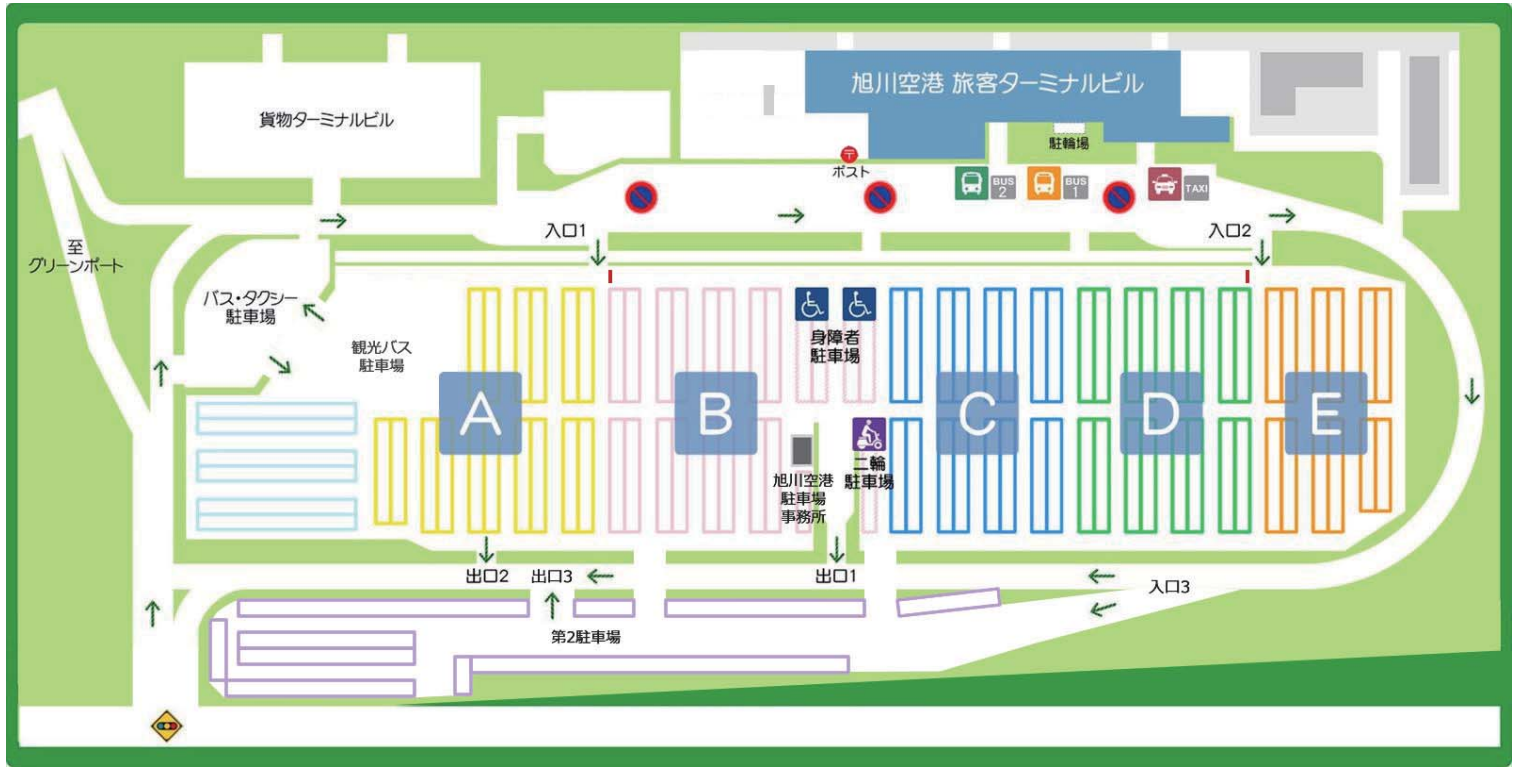 旭川空港 旅客ターミナルビル
貨物ターミナルビル
駐輪場
〒
ポスト
BUS
2
BUS
1
TAXI
入口1
入口2
至
グリーンポート
バス・タクシー
駐車場
観光バス
駐車場
身障者
駐車場
A
B
C
D
E
旭川空港
駐車場
事務所
二輪
駐車場
出口2
出口3
出口1
入口3
第2駐車場